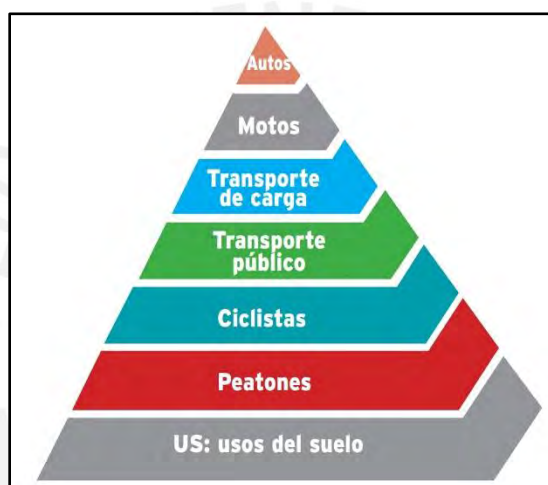 Autos
Motos
Transporte
de carga
Transporte
público
Ciclistas
Peatones
US: usos del suelo